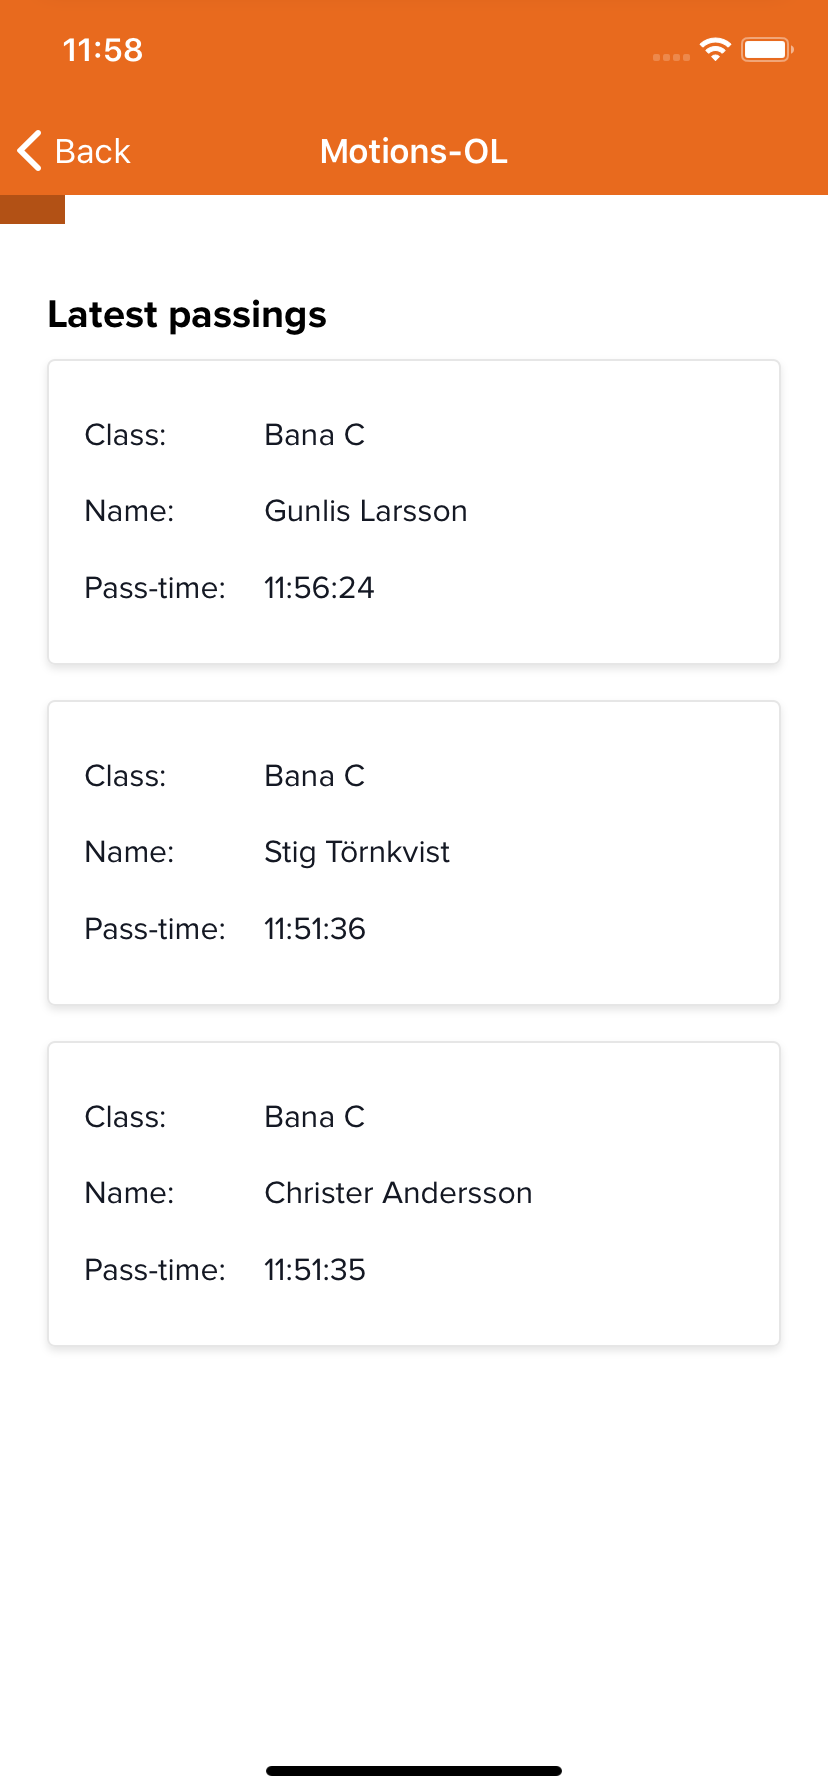 11:58
Back
Motions-OL
Latest passings
Class: Bana C
Name: Gunlis Larsson
Pass-time: 11:56:24
Class: Bana C
Name: Stig Törnkvist
Pass-time: 11:51:36
Class: Bana C
Name: Christer Andersson
Pass-time: 11:51:35